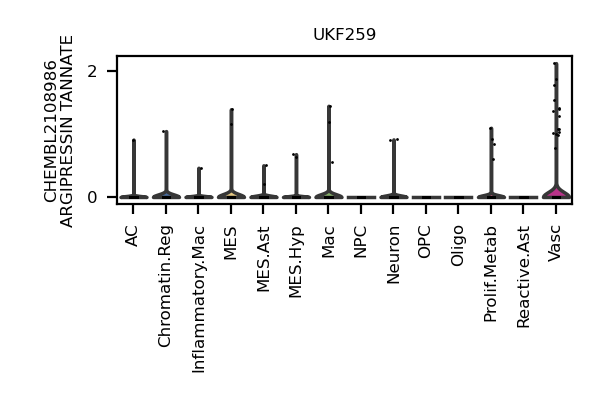 UKF259
CHEMBL2108986
ARGIPRESSIN TANNATE
2
0
AC
Chromatin.Reg
Inflammatory.Mac
MES
MES.Ast
MES.Hyp
Mac
NPC
Neuron
OPC
Oligo
Prolif.Metab
Reactive.Ast
Vasc